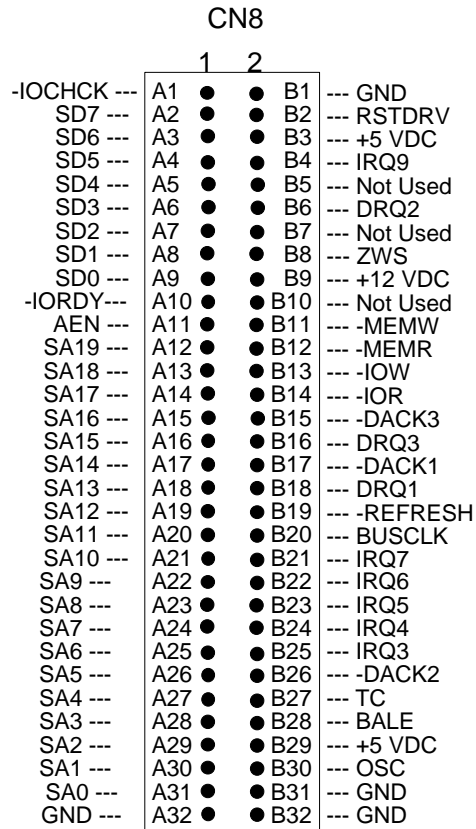 CN8
1 2
-IOCHCK --- A1 B1 --- GND
SD7 --- A2 B2 --- RSTDRV
SD6 --- A3 B3 --- +5 VDC
SD5 --- A4 B4 --- IRQ9
SD4 --- A5 B5 --- Not Used
SD3 --- A6 B6 --- DRQ2
SD2 --- A7 B7 --- Not Used
SD1 --- A8 B8 --- ZWS
SD0 --- A9 B9 --- +12 VDC
-IORDY--- A10 B10 --- Not Used
AEN --- A11 B11 --- -MEMW
SA19 --- A12 B12 --- -MEMR
SA18 --- A13 B13 --- -IOW
SA17 --- A14 B14 --- -IOR
SA16 --- A15 B15 --- -DACK3
SA15 --- A16 B16 --- DRQ3
SA14 --- A17 B17 --- -DACK1
SA13 --- A18 B18 --- DRQ1
SA12 --- A19 B19 --- -REFRESH
SA11 --- A20 B20 --- BUSCLK
SA10 --- A21 B21 --- IRQ7
SA9 --- A22 B22 --- IRQ6
SA8 --- A23 B23 --- IRQ5
SA7 --- A24 B24 --- IRQ4
SA6 --- A25 B25 --- IRQ3
SA5 --- A26 B26 --- -DACK2
SA4 --- A27 B27 --- TC
SA3 --- A28 B28 --- BALE
SA2 --- A29 B29 --- +5 VDC
SA1 --- A30 B30 --- OSC
SA0 --- A31 B31 --- GND
GND --- A32 B32 --- GND